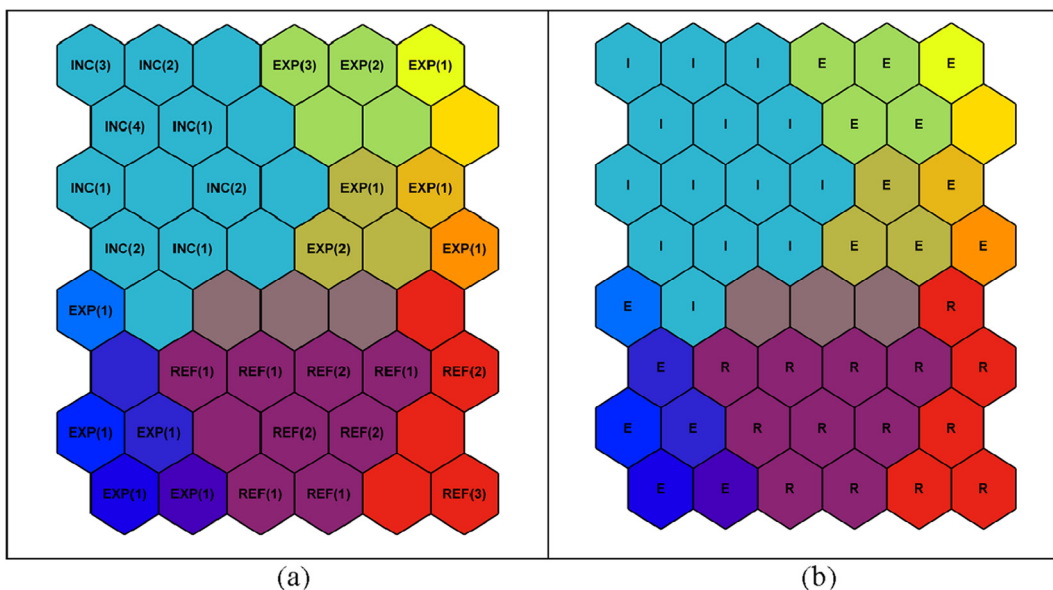 INC(3) INC(2) EXP(3) EXP(2) EXP(1)
INC(4) INC(1)
INC(1) INC(2) EXP(1) EXP(1)
INC(2) INC(1) EXP(2) EXP(1)
EXP(1)
REF(1) REF(1) REF(2) REF(1) REF(2)
EXP(1) EXP(1) REF(2) REF(2)
EXP(1) EXP(1) REF(1) REF(1) REF(3)
(a)
I I I E E E
I I I E E
I I I I E E
I I I E E E
E I R
E R R R R R
E E R R R R
E E R R R R
(b)